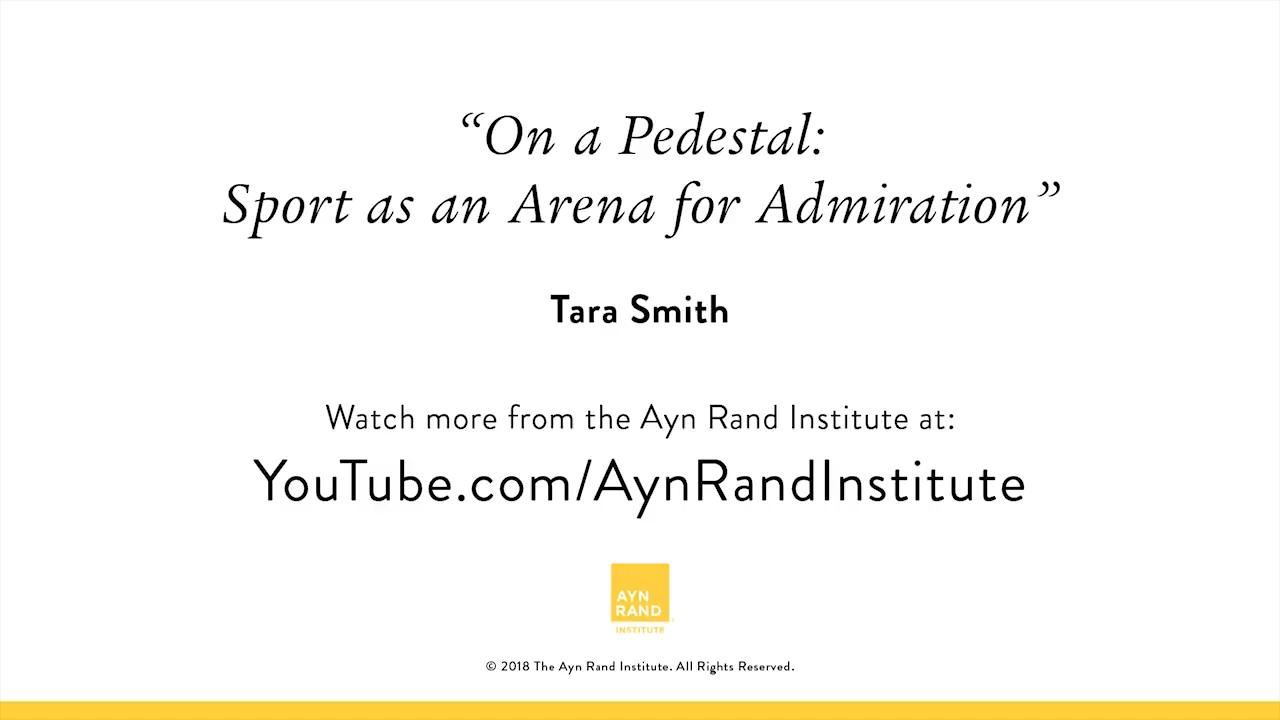 “On a Pedestal:
Sport as an Arena for Admiration”
Tara Smith
Watch more from the Ayn Rand Institute at:
YouTube.com/AynRandInstitute
AYN
RAND
INSTITUTE
© 2018 The Ayn Rand Institute. All Rights Reserved.